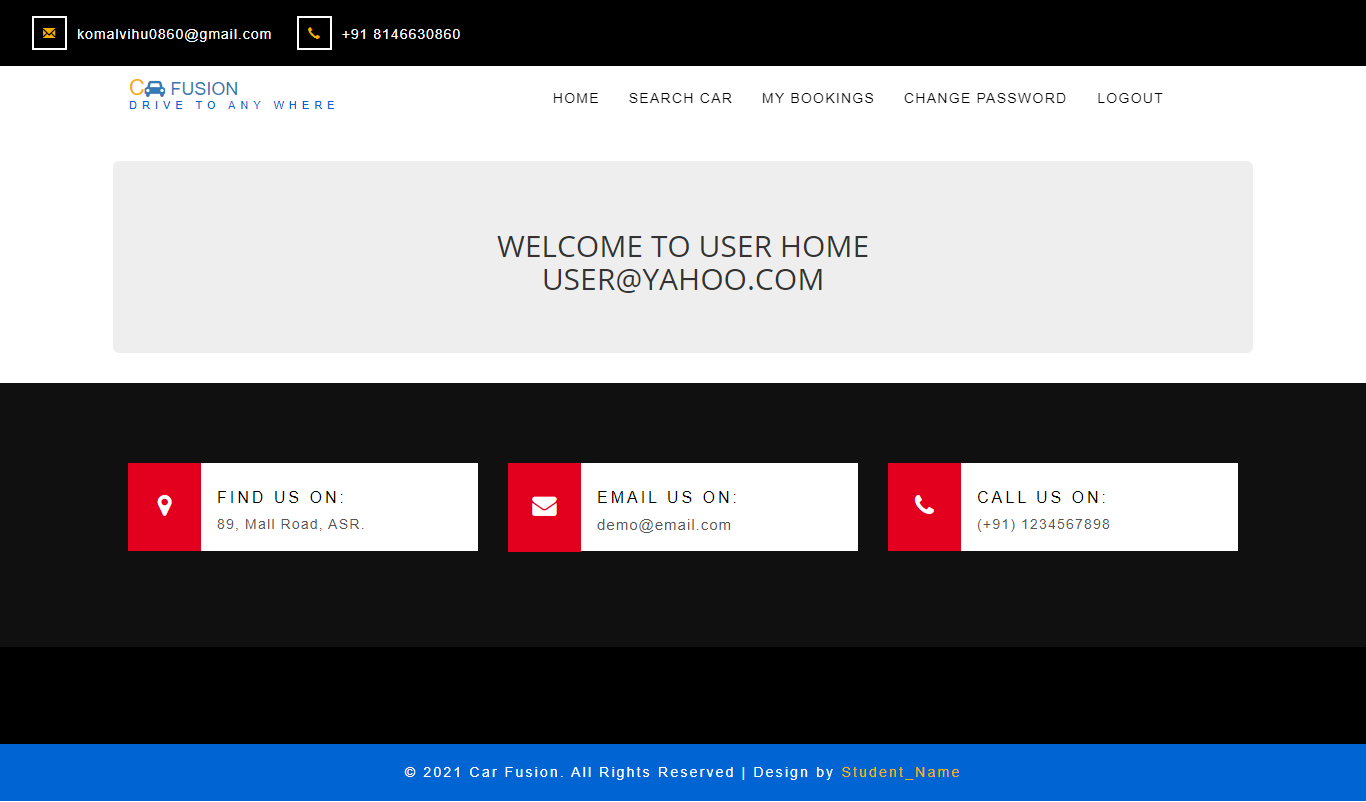 komalvihu0860@gmail.com +91 8146630860
C FUSION
DRIVE TO ANY WHERE
HOME SEARCH CAR MY BOOKINGS CHANGE PASSWORD LOGOUT
WELCOME TO USER HOME
USER@YAHOO.COM
FIND US ON:
89, Mall Road, ASR.
EMAIL US ON:
demo@email.com
CALL US ON:
(+91) 1234567898
© 2021 Car Fusion. All Rights Reserved | Design by Student_Name